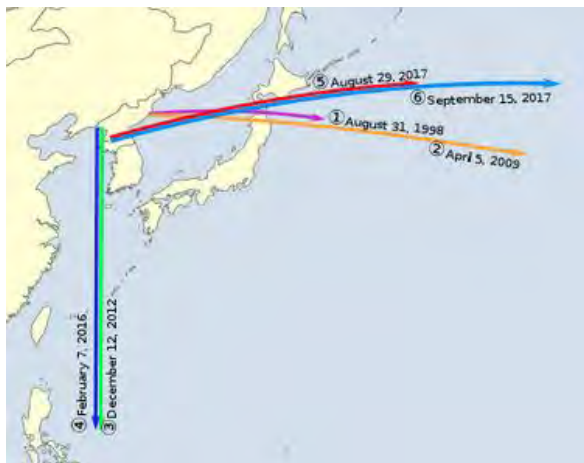 ⑤ August 29, 2017
⑥ September 15, 2017
① August 31, 1998
② April 5, 2009
④ February 7, 2016
③ December 12, 2012